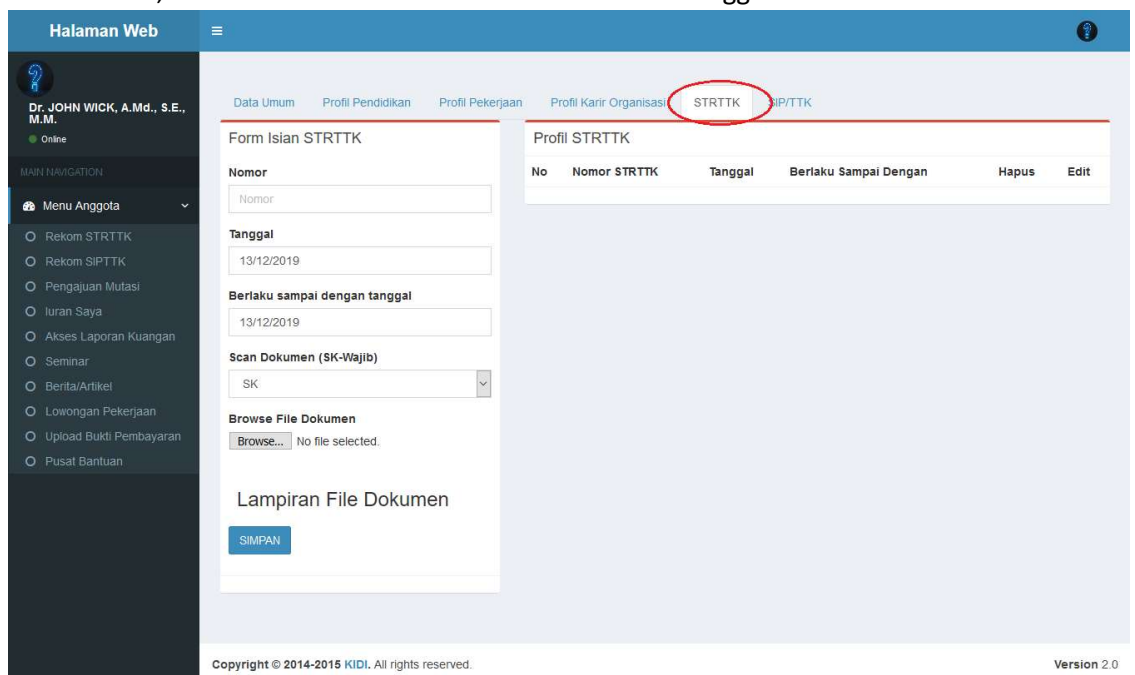 Halaman Web
Dr. JOHN WICK, A.Md., S.E.,
M.M.
Online
MAIN NAVIGATION
Menu Anggota
Rekom STRTTK
Rekom SIPTTK
Pengajuan Mutasi
Iuran Saya
Akses Laporan Kuangan
Seminar
Berita/Artikel
Lowongan Pekerjaan
Upload Bukti Pembayaran
Pusat Bantuan
Data Umum Profil Pendidikan Profil Pekerjaan Profil Karir Organisasi STRTTK SIP/TTK
Form Isian STRTTK
Nomor
Nomor
Tanggal
13/12/2019
Berlaku sampai dengan tanggal
13/12/2019
Scan Dokumen (SK-Wajib)
SK
Browse File Dokumen
Browse... No file selected.
Lampiran File Dokumen
SIMPAN
Profil STRTTK
No Nomor STRTTK Tanggal Berlaku Sampai Dengan Hapus Edit
Copyright © 2014-2015 KIDI. All rights reserved.
Version 2.0